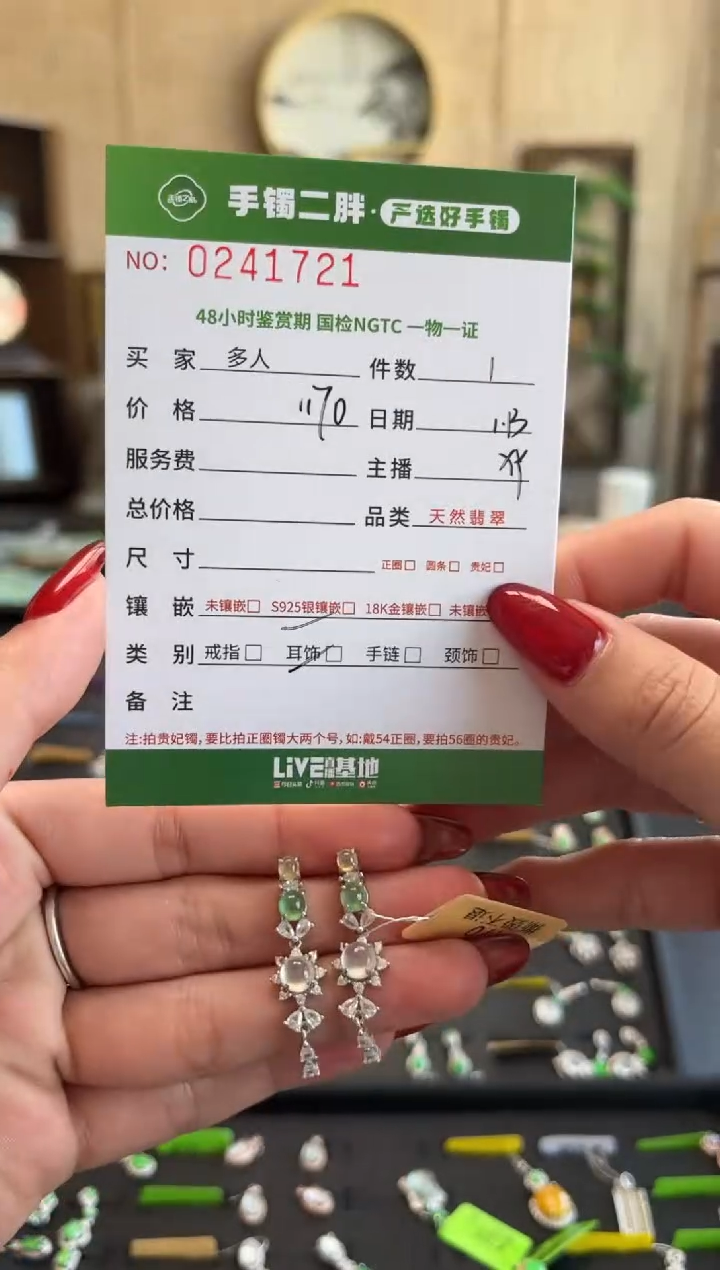 手镯二胖·严选好手镯
NO: 0241721
48小时鉴赏期 国检NGTC 一物一证
买 家 多人 件数 1
价 格 1170 日期 1.13
服务费 主播
总价格 品类 天然翡翠
尺 寸 正圈□ 圆条□ 贵妃□
镶 嵌 未镶嵌□ S925银镶嵌□ 18K金镶嵌□ 未镶嵌
类 别 戒指□ 耳饰□ 手链□ 颈饰□
备 注
注:拍贵妃镯,要比拍正圈镯大两个号,如:戴54正圈,要拍56圈的贵妃。
LIVE直播基地